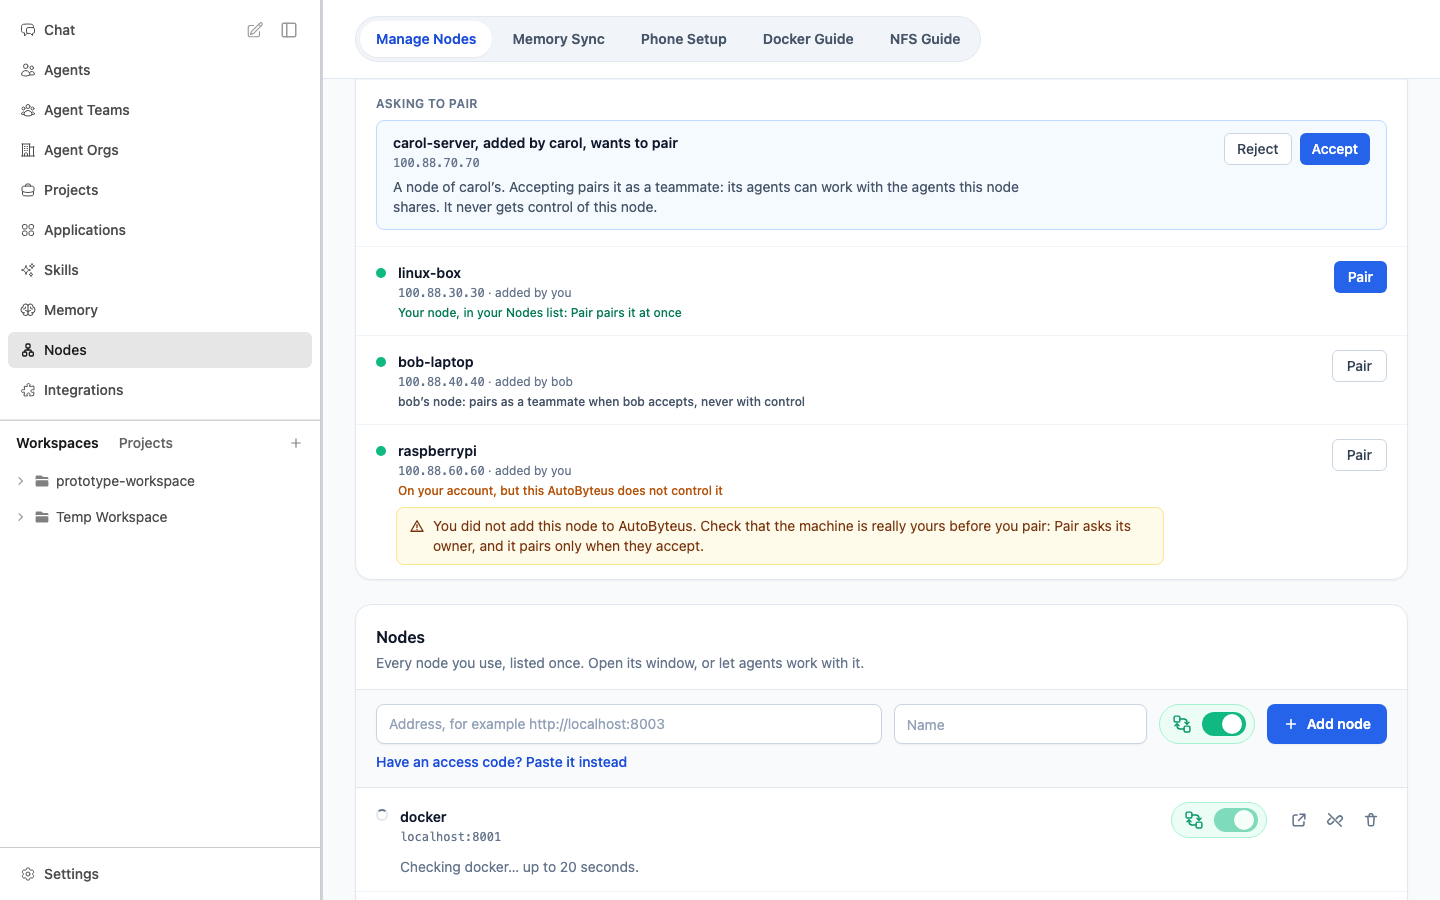 Chat
Agents
Agent Teams
Agent Orgs
Projects
Applications
Skills
Memory
Nodes
Integrations
Workspaces
Projects
prototype-workspace
Temp Workspace
Settings
Manage Nodes
Memory Sync
Phone Setup
Docker Guide
NFS Guide
ASKING TO PAIR
carol-server, added by carol, wants to pair
100.88.70.70
A node of carol’s. Accepting pairs it as a teammate: its agents can work with the agents this node
shares. It never gets control of this node.
Reject
Accept
linux-box
100.88.30.30 · added by you
Your node, in your Nodes list: Pair pairs it at once
Pair
bob-laptop
100.88.40.40 · added by bob
bob’s node: pairs as a teammate when bob accepts, never with control
Pair
raspberrypi
100.88.60.60 · added by you
On your account, but this AutoByteus does not control it
Pair
You did not add this node to AutoByteus. Check that the machine is really yours before you pair: Pair asks its
owner, and it pairs only when they accept.
Nodes
Every node you use, listed once. Open its window, or let agents work with it.
Address, for example http://localhost:8003
Name
Add node
Have an access code? Paste it instead
docker
localhost:8001
Checking docker... up to 20 seconds.